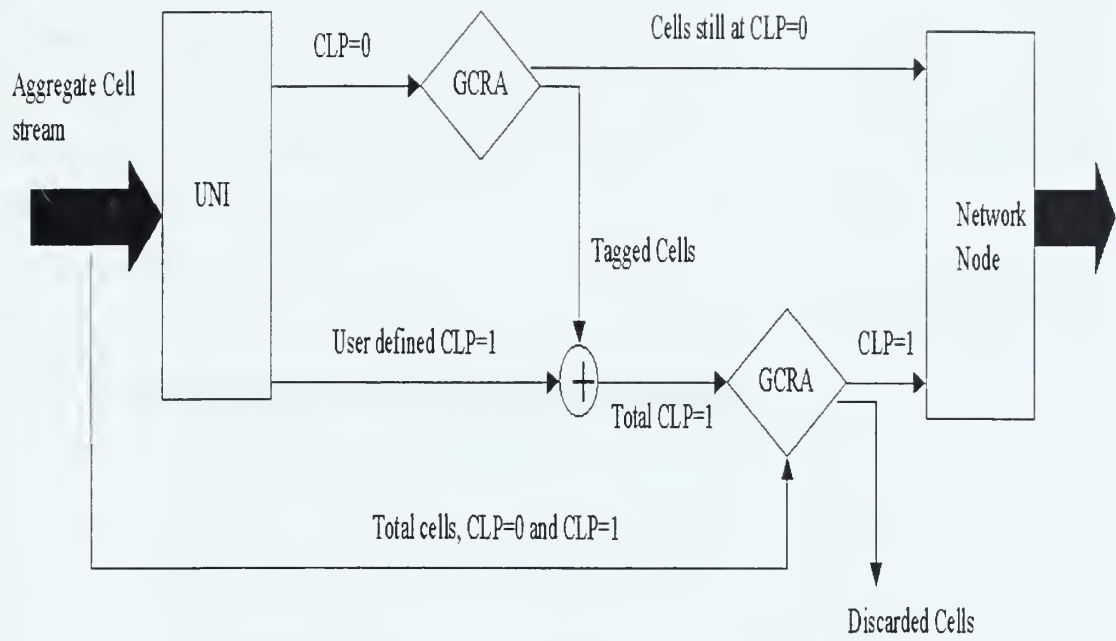 CLP=0
Cells still at CLP=0
Aggregate Cell
stream
GCRA
UNI
Network
Node
Tagged Cells
User defined CLP=1
CLP=1
GCRA
Total CLP=1
Total cells, CLP=0 and CLP=1
Discarded Cells